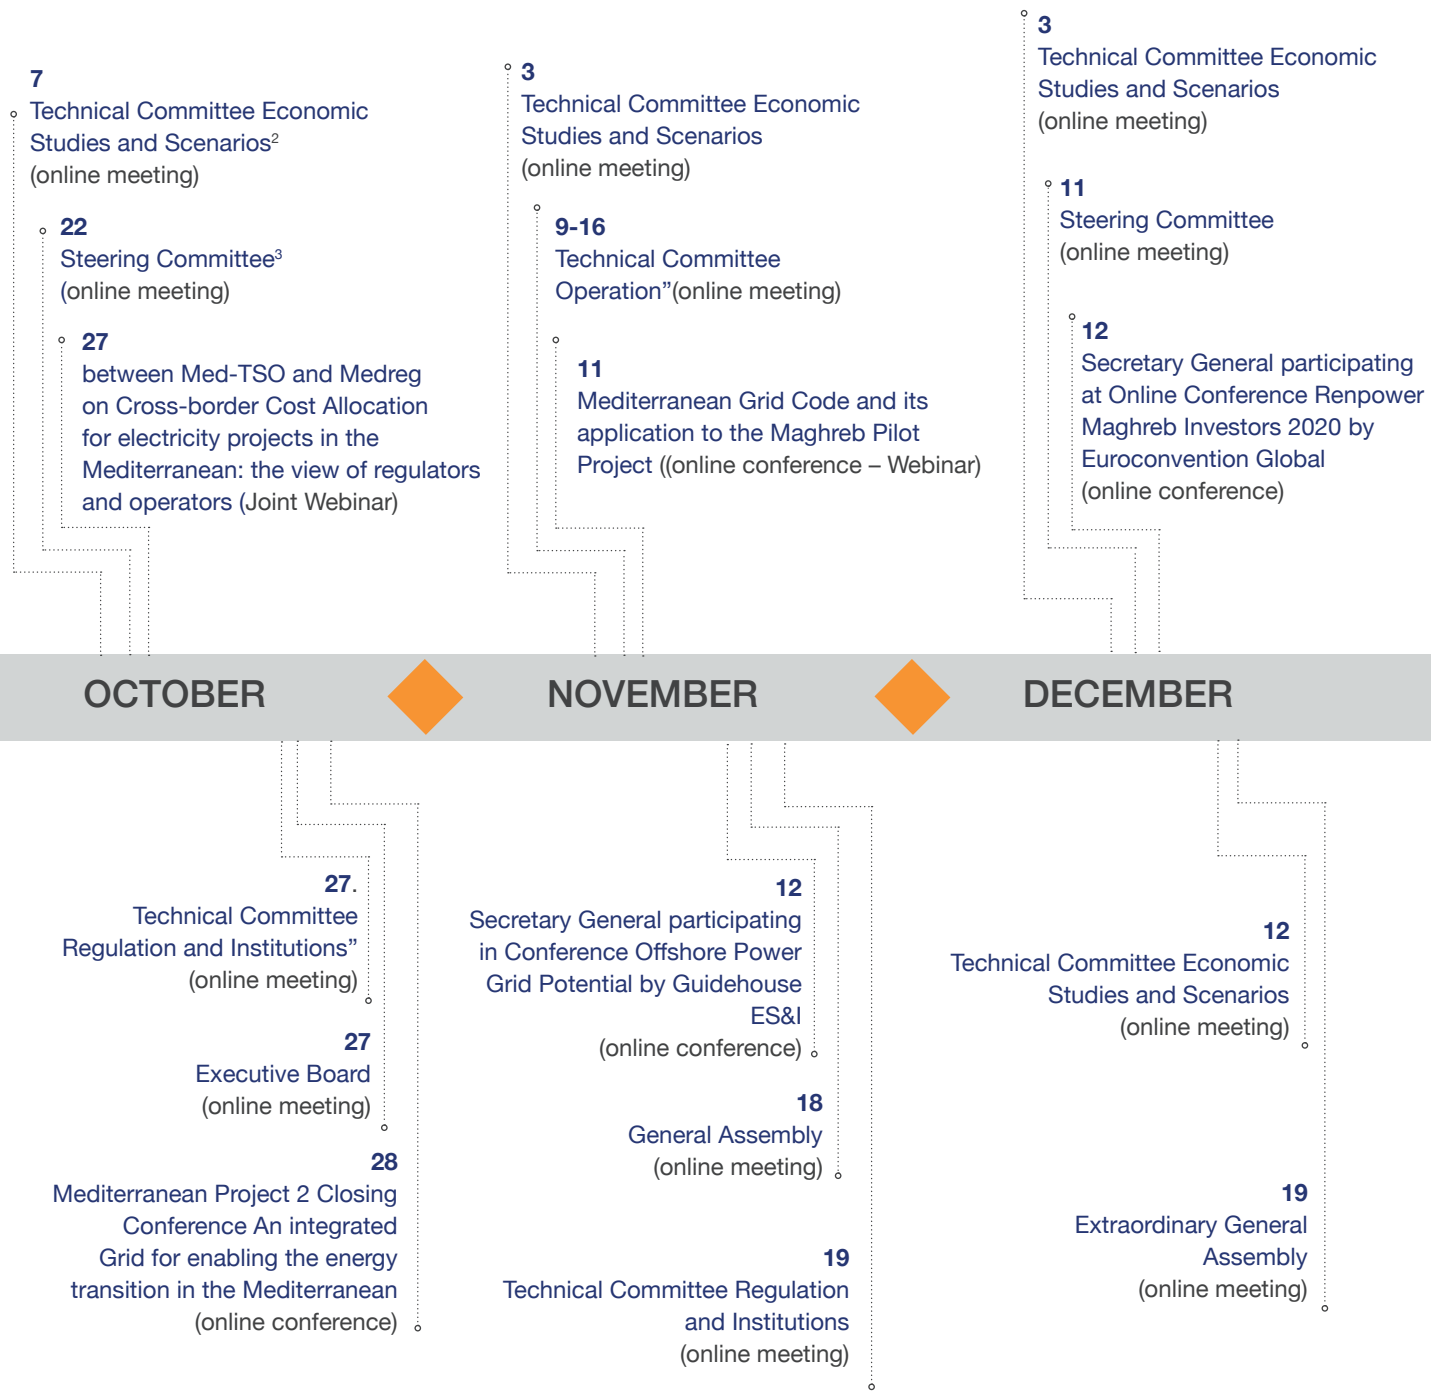 7
Technical Committee Economic
Studies and Scenarios²
(online meeting)
22
Steering Committee³
(online meeting)
27
between Med-TSO and Medreg
on Cross-border Cost Allocation
for electricity projects in the
Mediterranean: the view of regulators
and operators (Joint Webinar)
3
Technical Committee Economic
Studies and Scenarios
(online meeting)
9-16
Technical Committee
Operation”(online meeting)
11
Mediterranean Grid Code and its
application to the Maghreb Pilot
Project ((online conference – Webinar)
3
Technical Committee Economic
Studies and Scenarios
(online meeting)
11
Steering Committee
(online meeting)
12
Secretary General participating
at Online Conference Renpower
Maghreb Investors 2020 by
Euroconvention Global
(online conference)
OCTOBER
NOVEMBER
DECEMBER
27.
Technical Committee
Regulation and Institutions”
(online meeting)
27
Executive Board
(online meeting)
28
Mediterranean Project 2 Closing
Conference An integrated
Grid for enabling the energy
transition in the Mediterranean
(online conference)
12
Secretary General participating
in Conference Offshore Power
Grid Potential by Guidehouse
ES&I
(online conference)
18
General Assembly
(online meeting)
19
Technical Committee Regulation
and Institutions
(online meeting)
12
Technical Committee Economic
Studies and Scenarios
(online meeting)
19
Extraordinary General
Assembly
(online meeting)